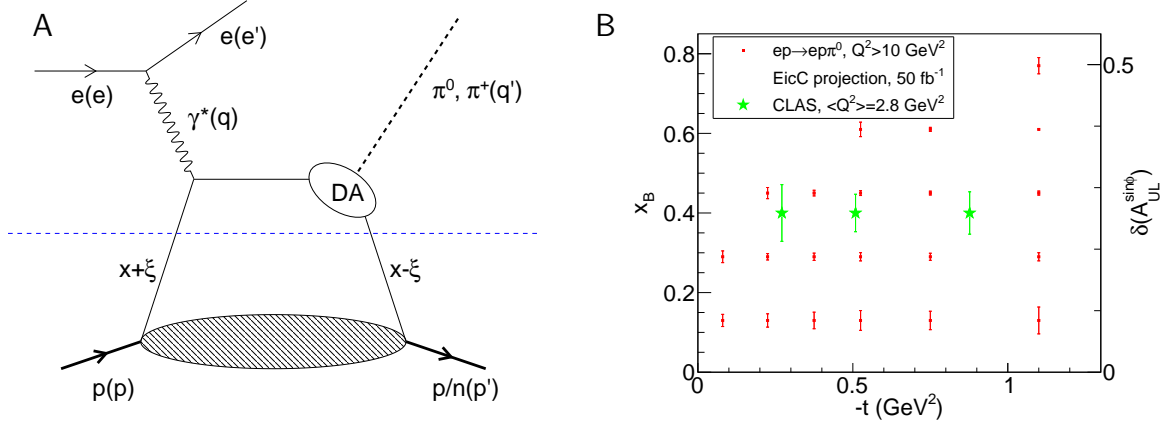 A
e(e')
e(e)
γ*(q)
π⁰, π⁺(q')
DA
x+ξ
x-ξ
p(p)
p/n(p')
B
ep→epπ⁰, Q²>10 GeV²
EicC projection, 50 fb⁻¹
CLAS, <Q²>=2.8 GeV²
0.8
0.6
0.4
0.2
0
x_B
0.5
0
δ(A_UL^sinϕ)
0
0.5
1
-t (GeV²)